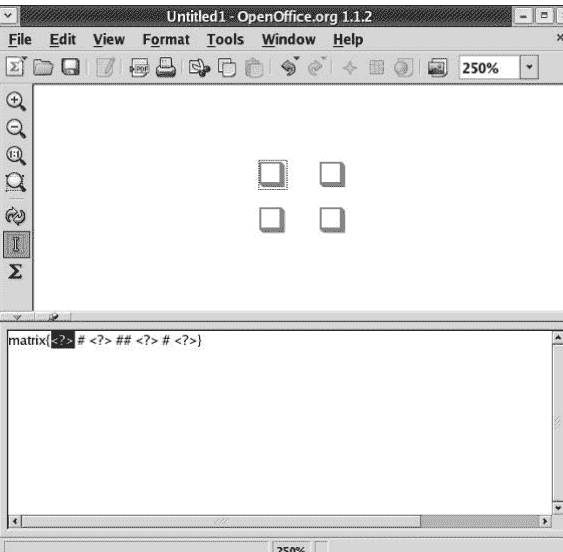 Untitled1 - OpenOffice.org 1.1.2
File Edit View Format Tools Window Help
250%
matrix{<?> # <?> ## <?> # <?>}
250%